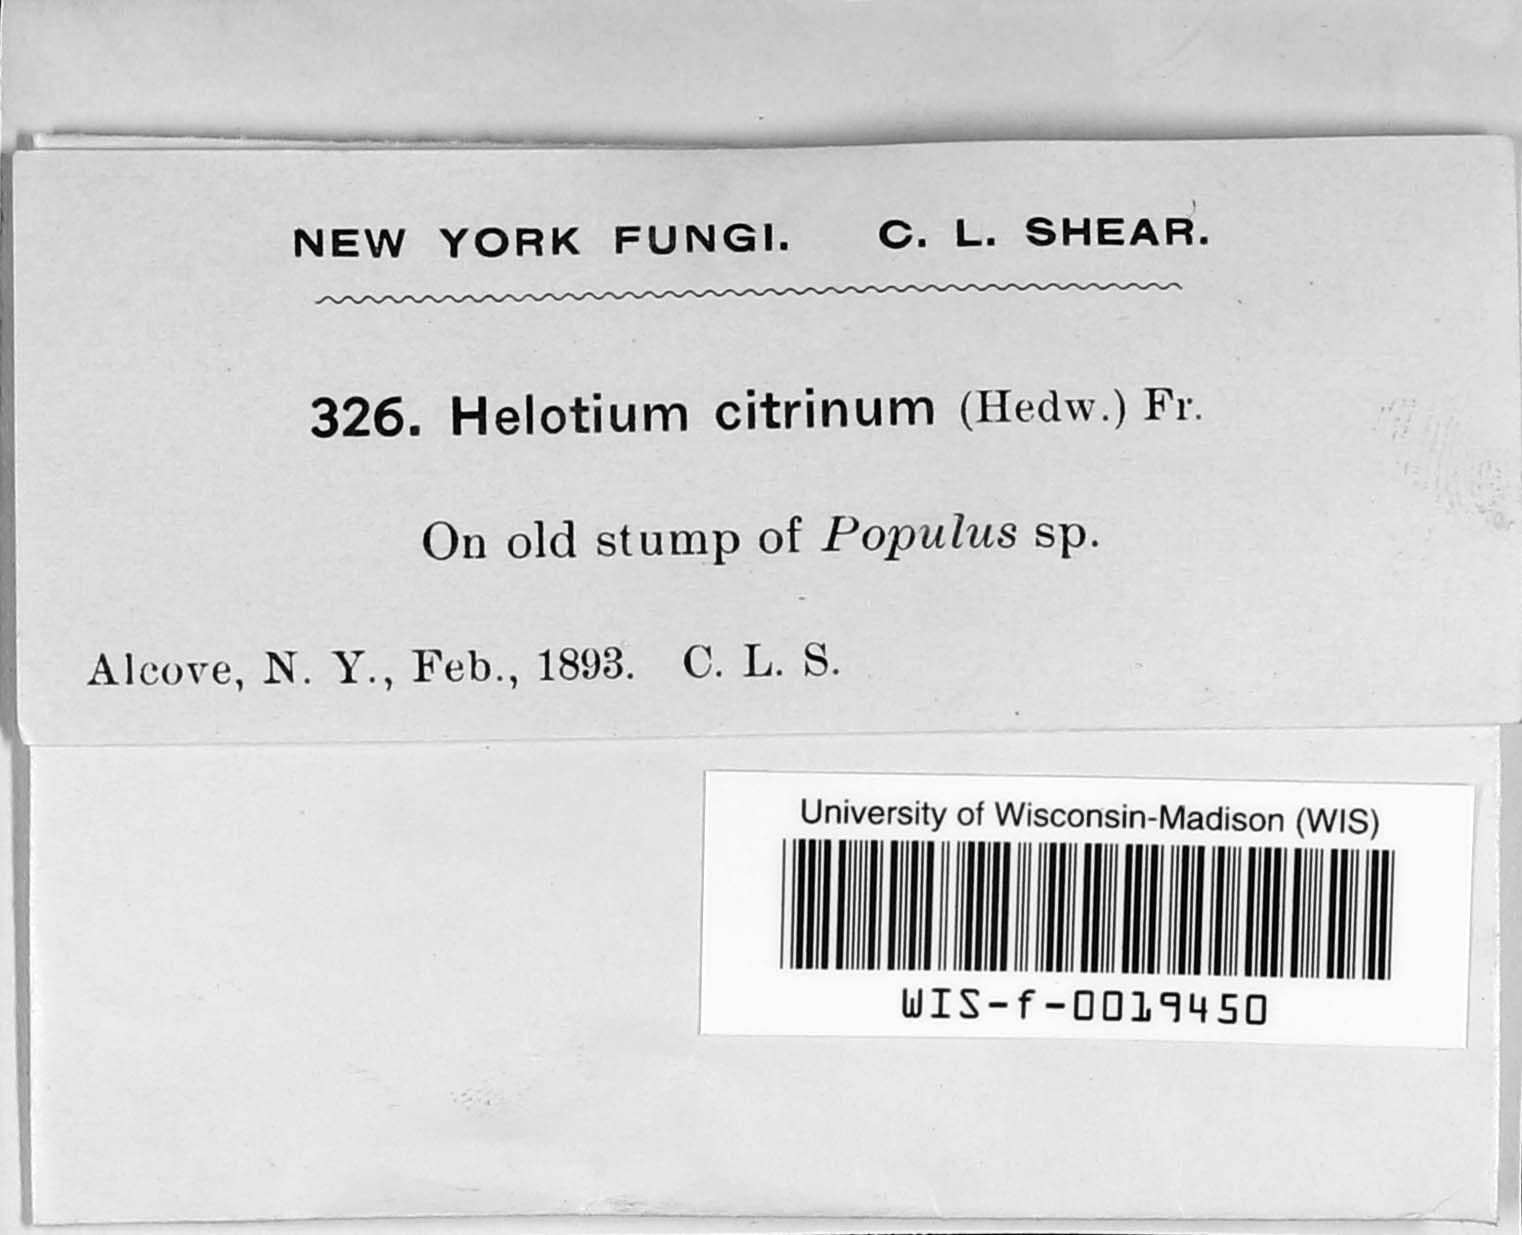 NEW YORK FUNGI. C. L. SHEAR.
326. Helotium citrinum (Hedw.) Fr.
On old stump of Populus sp.
Alcove, N. Y., Feb., 1893. C. L. S.
University of Wisconsin-Madison (WIS)
WIS-f-0019450